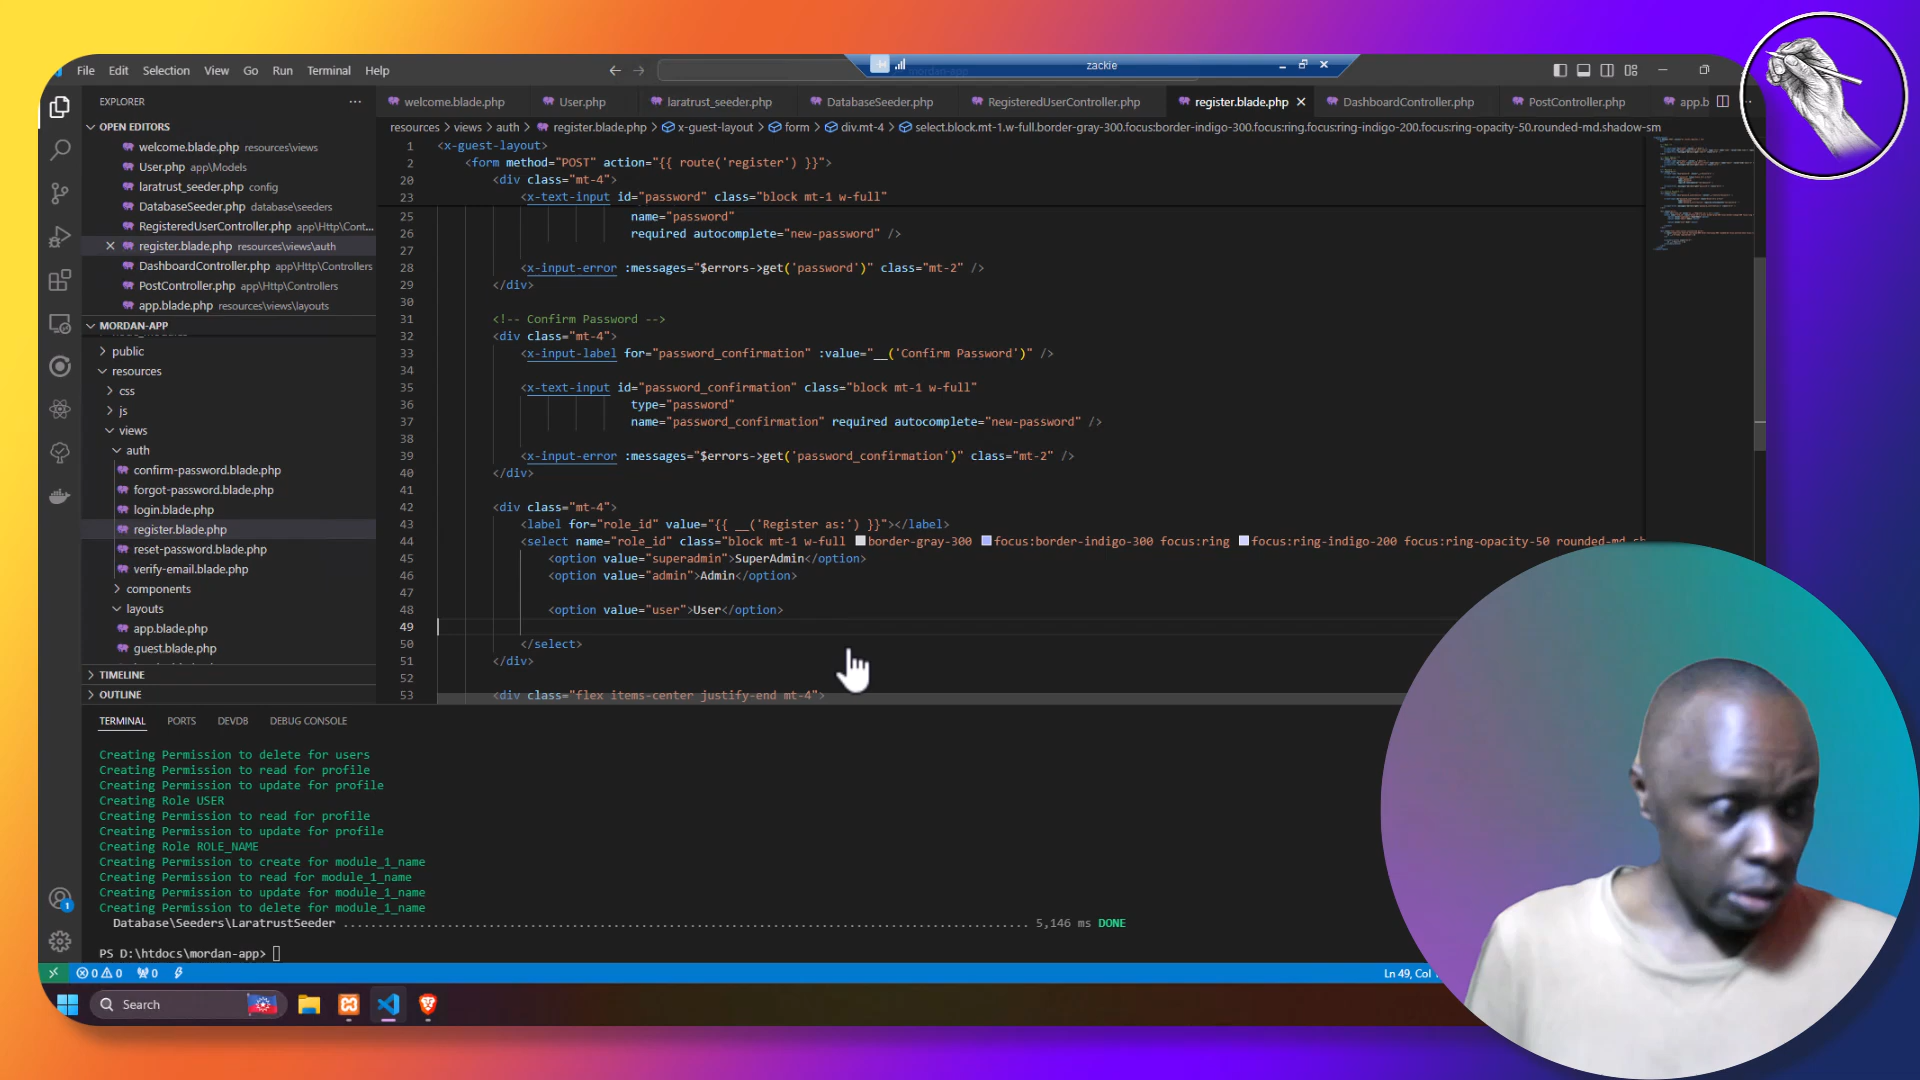 File Edit Selection View Go Run Terminal Help
zackie
EXPLORER
welcome.blade.php User.php laratrust_seeder.php DatabaseSeeder.php RegisteredUserController.php register.blade.php DashboardController.php PostController.php app.b
OPEN EDITORS
resources > views > auth > register.blade.php > x-guest-layout > form > div.mt-4 > select.block.mt-1.w-full.border-gray-300.focus:border-indigo-300.focus:ring.focus:ring-indigo-200.focus:ring-opacity-50.rounded-md.shadow-sm
welcome.blade.php resources\views
User.php app\Models
laratrust_seeder.php config
DatabaseSeeder.php database\seeders
RegisteredUserController.php app\Http\Cont...
register.blade.php resources\views\auth
DashboardController.php app\Http\Controllers
PostController.php app\Http\Controllers
app.blade.php resources\views\layouts
MORDAN-APP
public
resources
css
js
views
auth
confirm-password.blade.php
forgot-password.blade.php
login.blade.php
register.blade.php
reset-password.blade.php
verify-email.blade.php
components
layouts
app.blade.php
guest.blade.php
TIMELINE
OUTLINE
1 <x-guest-layout>
2 <form method="POST" action="{{ route('register') }}">
20 <div class="mt-4">
23 <x-text-input id="password" class="block mt-1 w-full"
25 name="password"
26 required autocomplete="new-password" />
27
28 <x-input-error :messages="$errors->get('password')" class="mt-2" />
29 </div>
30
31 <!-- Confirm Password -->
32 <div class="mt-4">
33 <x-input-label for="password_confirmation" :value="__('Confirm Password')" />
34
35 <x-text-input id="password_confirmation" class="block mt-1 w-full"
36 type="password"
37 name="password_confirmation" required autocomplete="new-password" />
38
39 <x-input-error :messages="$errors->get('password_confirmation')" class="mt-2" />
40 </div>
41
42 <div class="mt-4">
43 <label for="role_id" value="{{ __('Register as:') }}"></label>
44 <select name="role_id" class="block mt-1 w-full border-gray-300 focus:border-indigo-300 focus:ring focus:ring-indigo-200 focus:ring-opacity-50 rounded-md sh
45 <option value="superadmin">SuperAdmin</option>
46 <option value="admin">Admin</option>
47
48 <option value="user">User</option>
49
50 </select>
51 </div>
52
53 <div class="flex items-center justify-end mt-4">
TERMINAL PORTS DEVDB DEBUG CONSOLE
Creating Permission to delete for users
Creating Permission to read for profile
Creating Permission to update for profile
Creating Role USER
Creating Permission to read for profile
Creating Permission to update for profile
Creating Role ROLE_NAME
Creating Permission to create for module_1_name
Creating Permission to read for module_1_name
Creating Permission to update for module_1_name
Creating Permission to delete for module_1_name
Database\Seeders\LaratrustSeeder ........ 5,146 ms DONE
PS D:\htdocs\mordan-app>
0 0 0 Ln 49, Col
Search